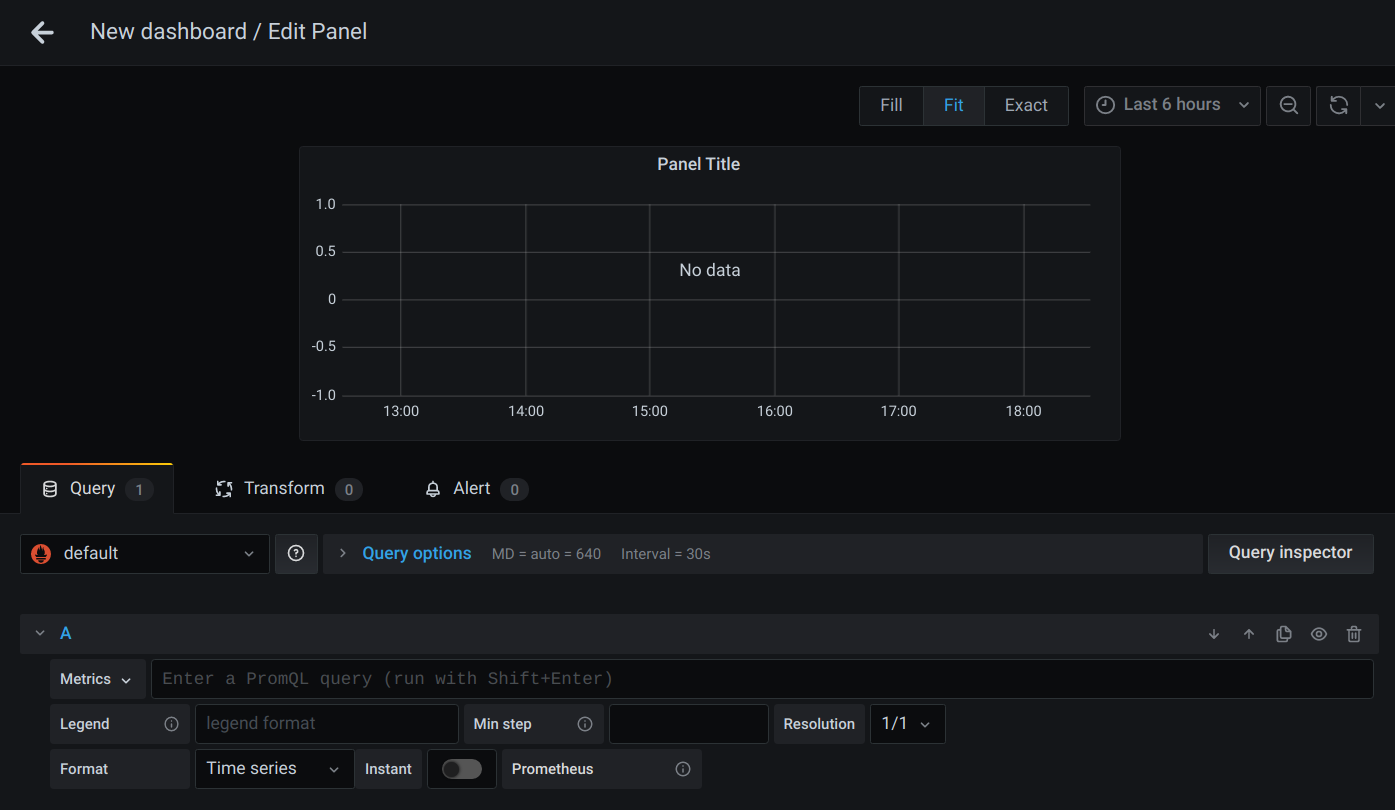 New dashboard / Edit Panel
Fill Fit Exact Last 6 hours
Panel Title
1.0
0.5
No data
0
-0.5
-1.0
13:00 14:00 15:00 16:00 17:00 18:00
Query 1 Transform 0 Alert 0
default ? Query options MD = auto = 640 Interval = 30s Query inspector
A
Metrics Enter a PromQL query (run with Shift+Enter)
Legend legend format Min step Resolution 1/1
Format Time series Instant Prometheus